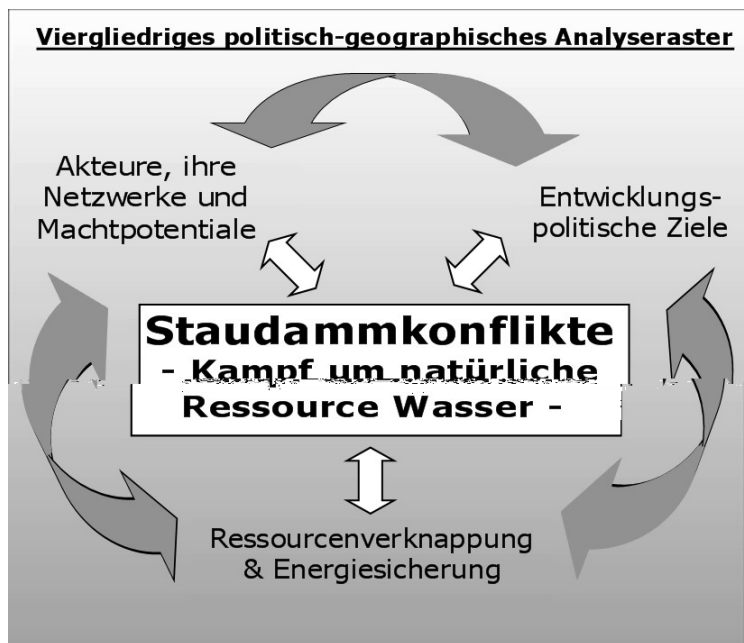 Viergliedriges politisch-geographisches Analyseraster
Akteure, ihre
Netzwerke und
Machtpotentiale
Entwicklungs-
politische Ziele
Staudammkonflikte
- Kampf um natürliche
Ressource Wasser -
Ressourcenverknappung
& Energiesicherung